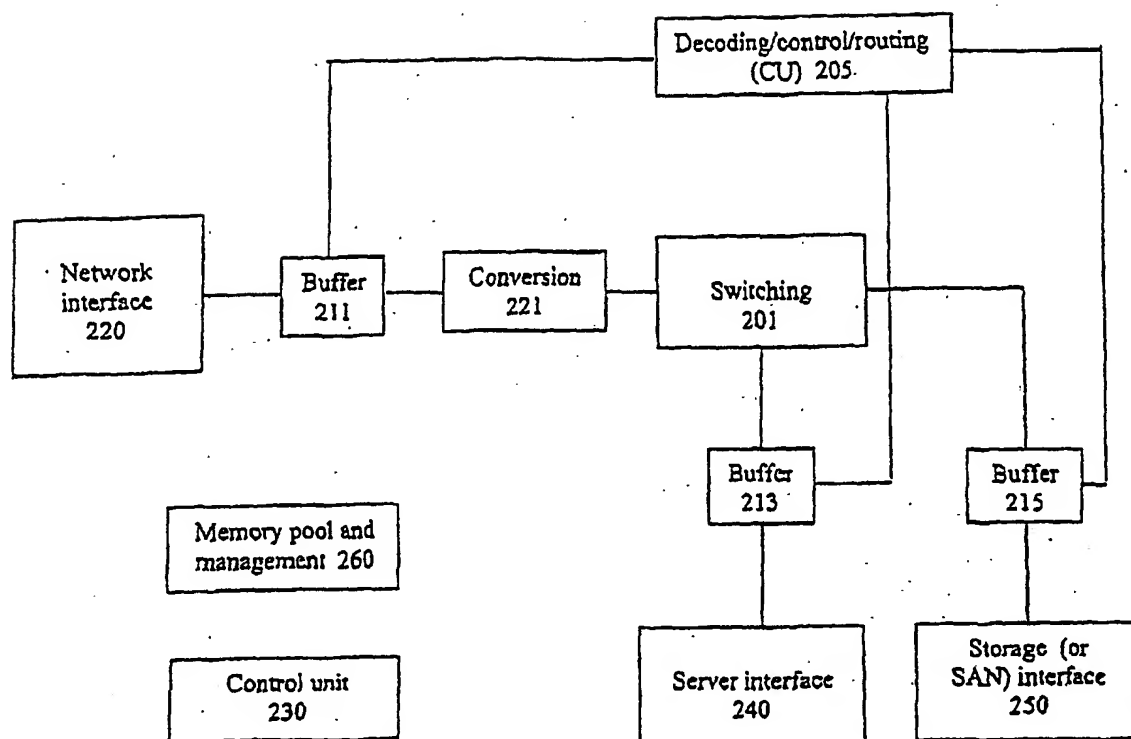 Decoding/control/routing
(CU) 205
Network
interface
220
Buffer
211
Conversion
221
Switching
201
Buffer
213
Buffer
215
Memory pool and
management 260
Control unit
230
Server interface
240
Storage (or
SAN) interface
250